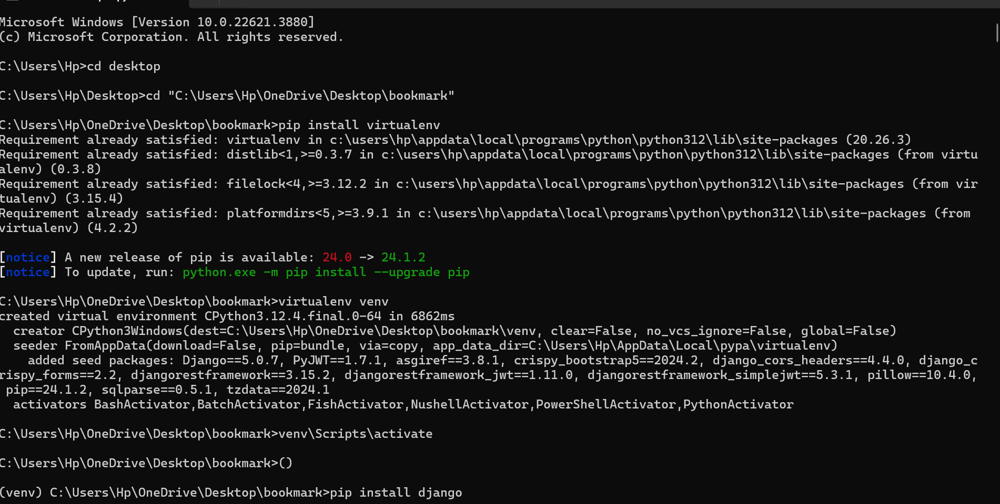 Microsoft Windows [Version 10.0.22621.3880]
(c) Microsoft Corporation. All rights reserved.
C:\Users\Hp>cd desktop
C:\Users\Hp\Desktop>cd "C:\Users\Hp\OneDrive\Desktop\bookmark"
C:\Users\Hp\OneDrive\Desktop\bookmark>pip install virtualenv
Requirement already satisfied: virtualenv in c:\users\hp\appdata\local\programs\python\python312\lib\site-packages (20.26.3)
Requirement already satisfied: distlib<1,>=0.3.7 in c:\users\hp\appdata\local\programs\python\python312\lib\site-packages (from virtu
alenv) (0.3.8)
Requirement already satisfied: filelock<4,>=3.12.2 in c:\users\hp\appdata\local\programs\python\python312\lib\site-packages (from vir
tualenv) (3.15.4)
Requirement already satisfied: platformdirs<5,>=3.9.1 in c:\users\hp\appdata\local\programs\python\python312\lib\site-packages (from
virtualenv) (4.2.2)
[notice] A new release of pip is available: 24.0 -> 24.1.2
[notice] To update, run: python.exe -m pip install --upgrade pip
C:\Users\Hp\OneDrive\Desktop\bookmark>virtualenv venv
created virtual environment CPython3.12.4.final.0-64 in 6862ms
  creator CPython3Windows(dest=C:\Users\Hp\OneDrive\Desktop\bookmark\venv, clear=False, no_vcs_ignore=False, global=False)
  seeder FromAppData(download=False, pip=bundle, via=copy, app_data_dir=C:\Users\Hp\AppData\Local\pypa\virtualenv)
    added seed packages: Django==5.0.7, PyJWT==1.7.1, asgiref==3.8.1, crispy_bootstrap5==2024.2, django_cors_headers==4.4.0, django_c
rispy_forms==2.2, djangorestframework==3.15.2, djangorestframework_jwt==1.11.0, djangorestframework_simplejwt==5.3.1, pillow==10.4.0,
 pip==24.1.2, sqlparse==0.5.1, tzdata==2024.1
  activators BashActivator,BatchActivator,FishActivator,NushellActivator,PowerShellActivator,PythonActivator
C:\Users\Hp\OneDrive\Desktop\bookmark>venv\Scripts\activate
C:\Users\Hp\OneDrive\Desktop\bookmark>()
(venv) C:\Users\Hp\OneDrive\Desktop\bookmark>pip install django